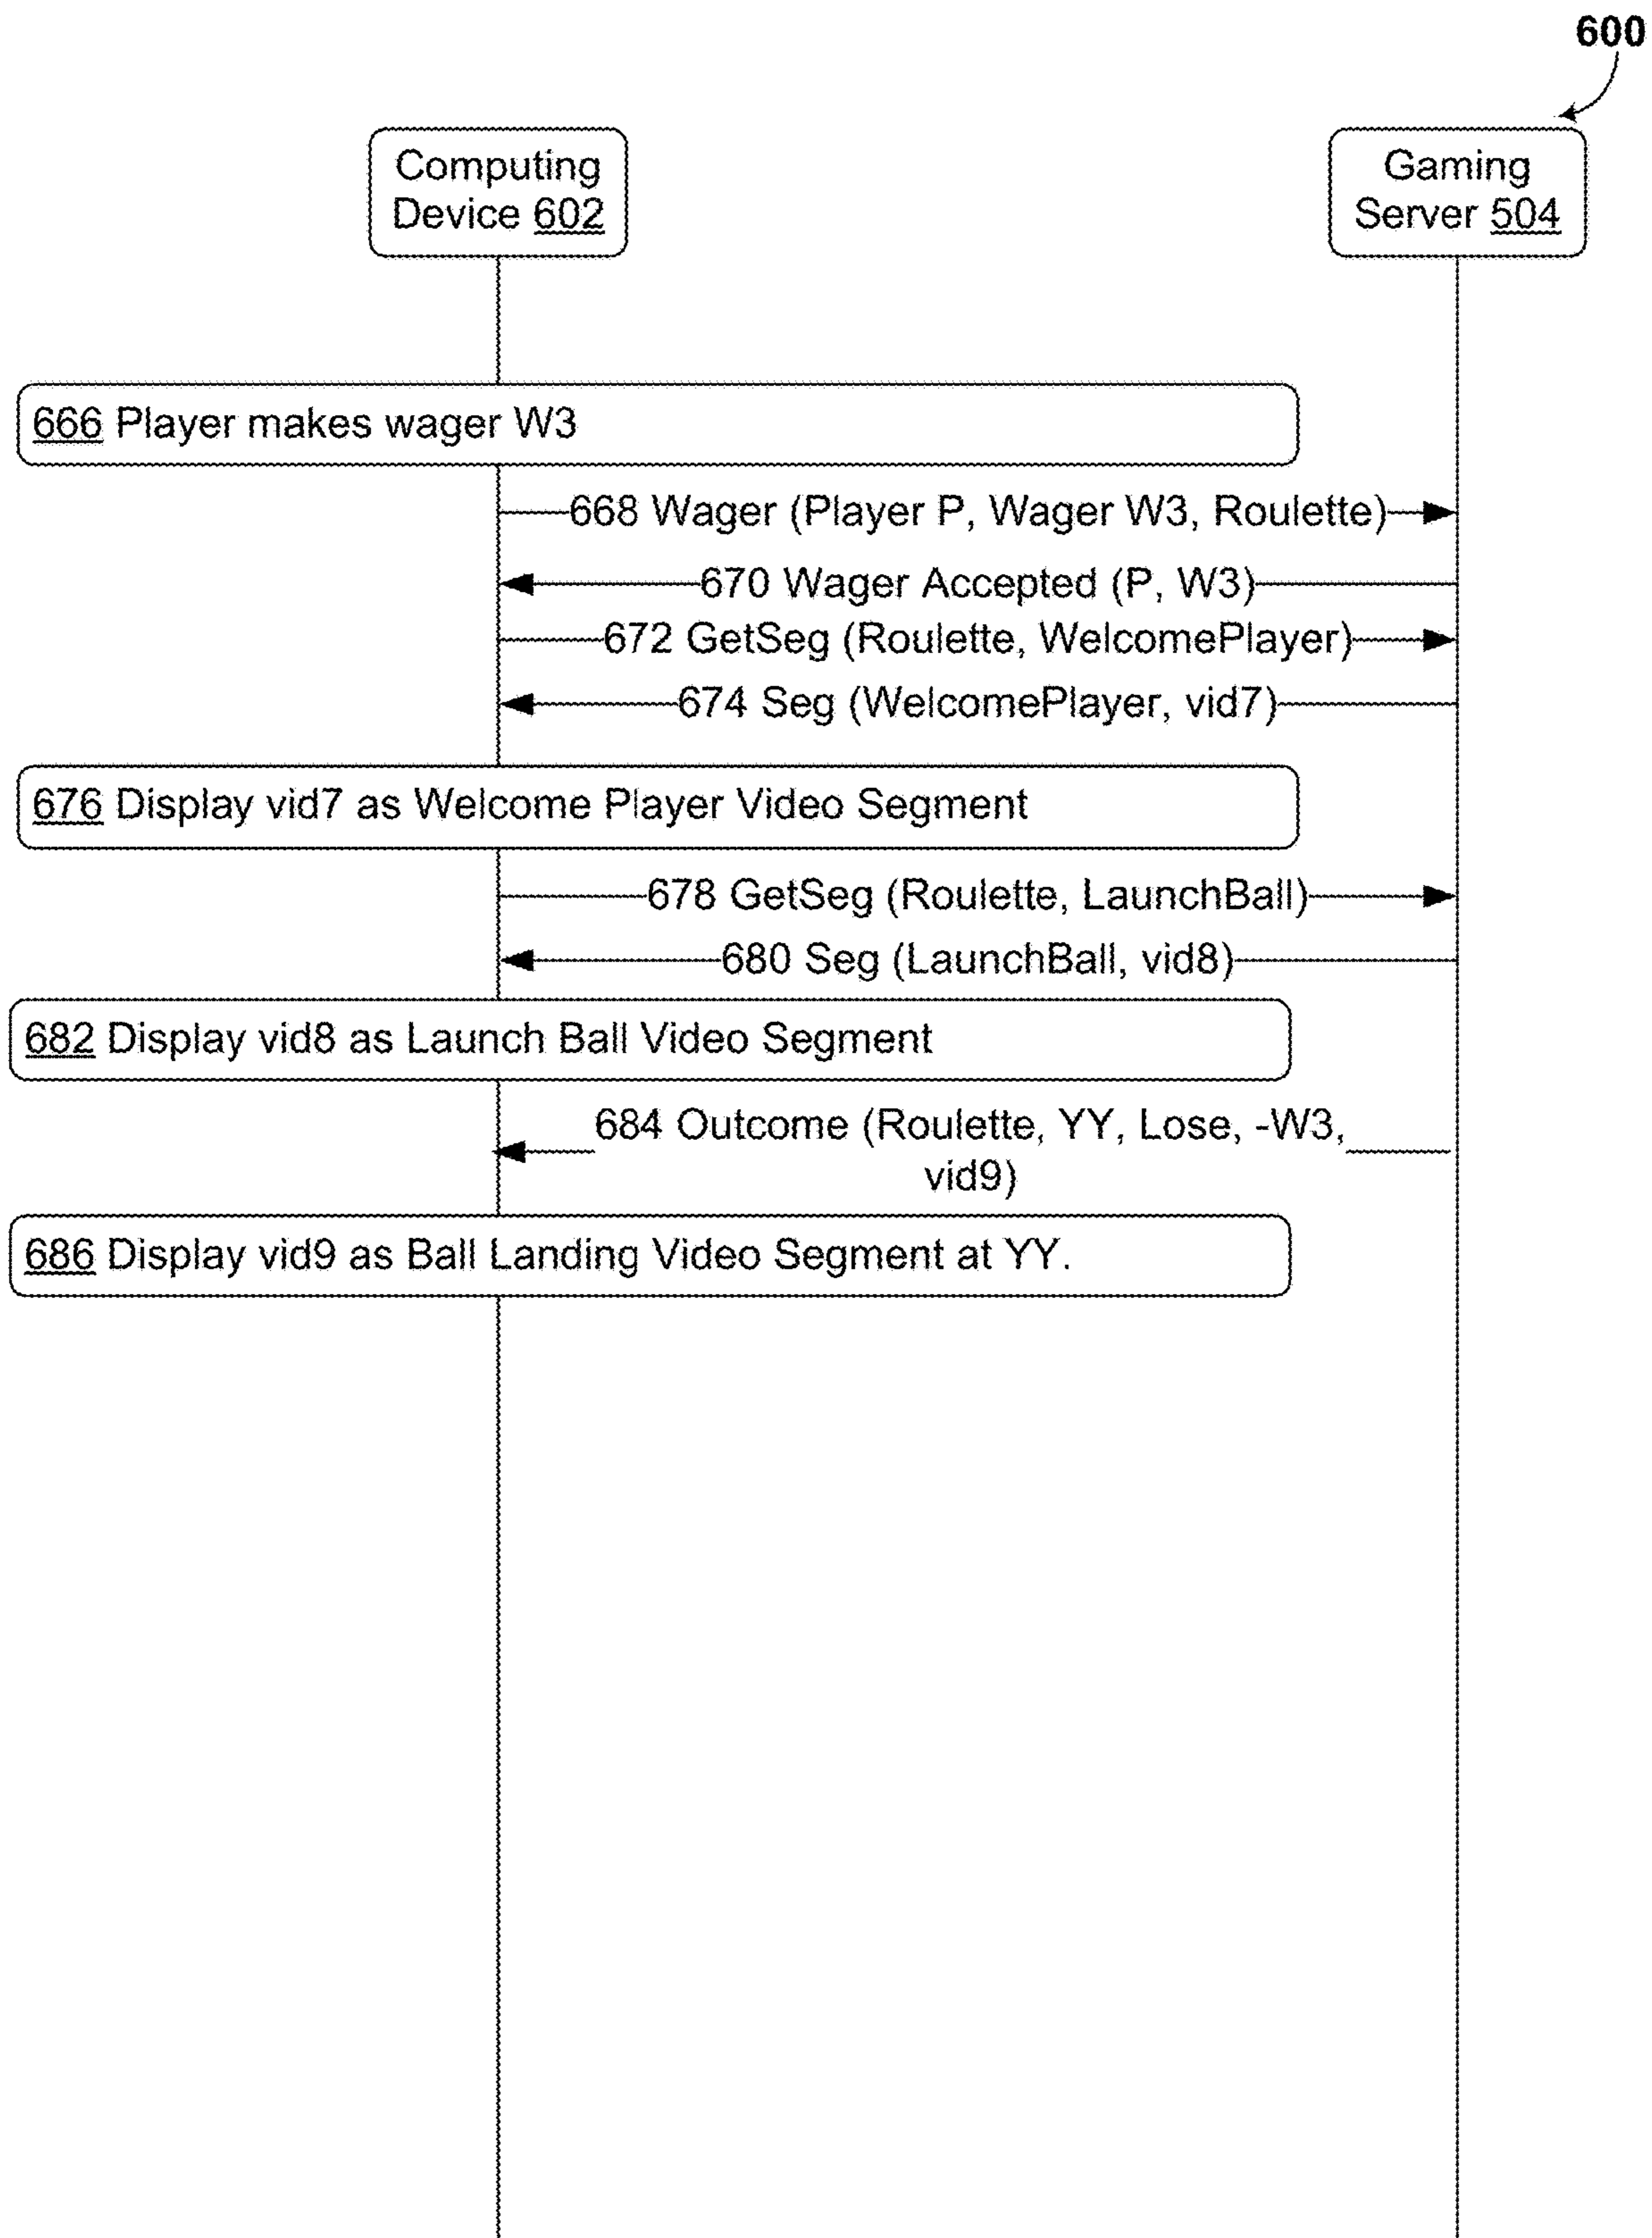 600
Computing
Device 602
Gaming
Server 504
666 Player makes wager W3
668 Wager (Player P, Wager W3, Roulette)
670 Wager Accepted (P, W3)
672 GetSeg (Roulette, WelcomePlayer)
674 Seg (WelcomePlayer, vid7)
676 Display vid7 as Welcome Player Video Segment
678 GetSeg (Roulette, LaunchBall)
680 Seg (LaunchBall, vid8)
682 Display vid8 as Launch Ball Video Segment
684 Outcome (Roulette, YY, Lose, -W3,
vid9)
686 Display vid9 as Ball Landing Video Segment at YY.